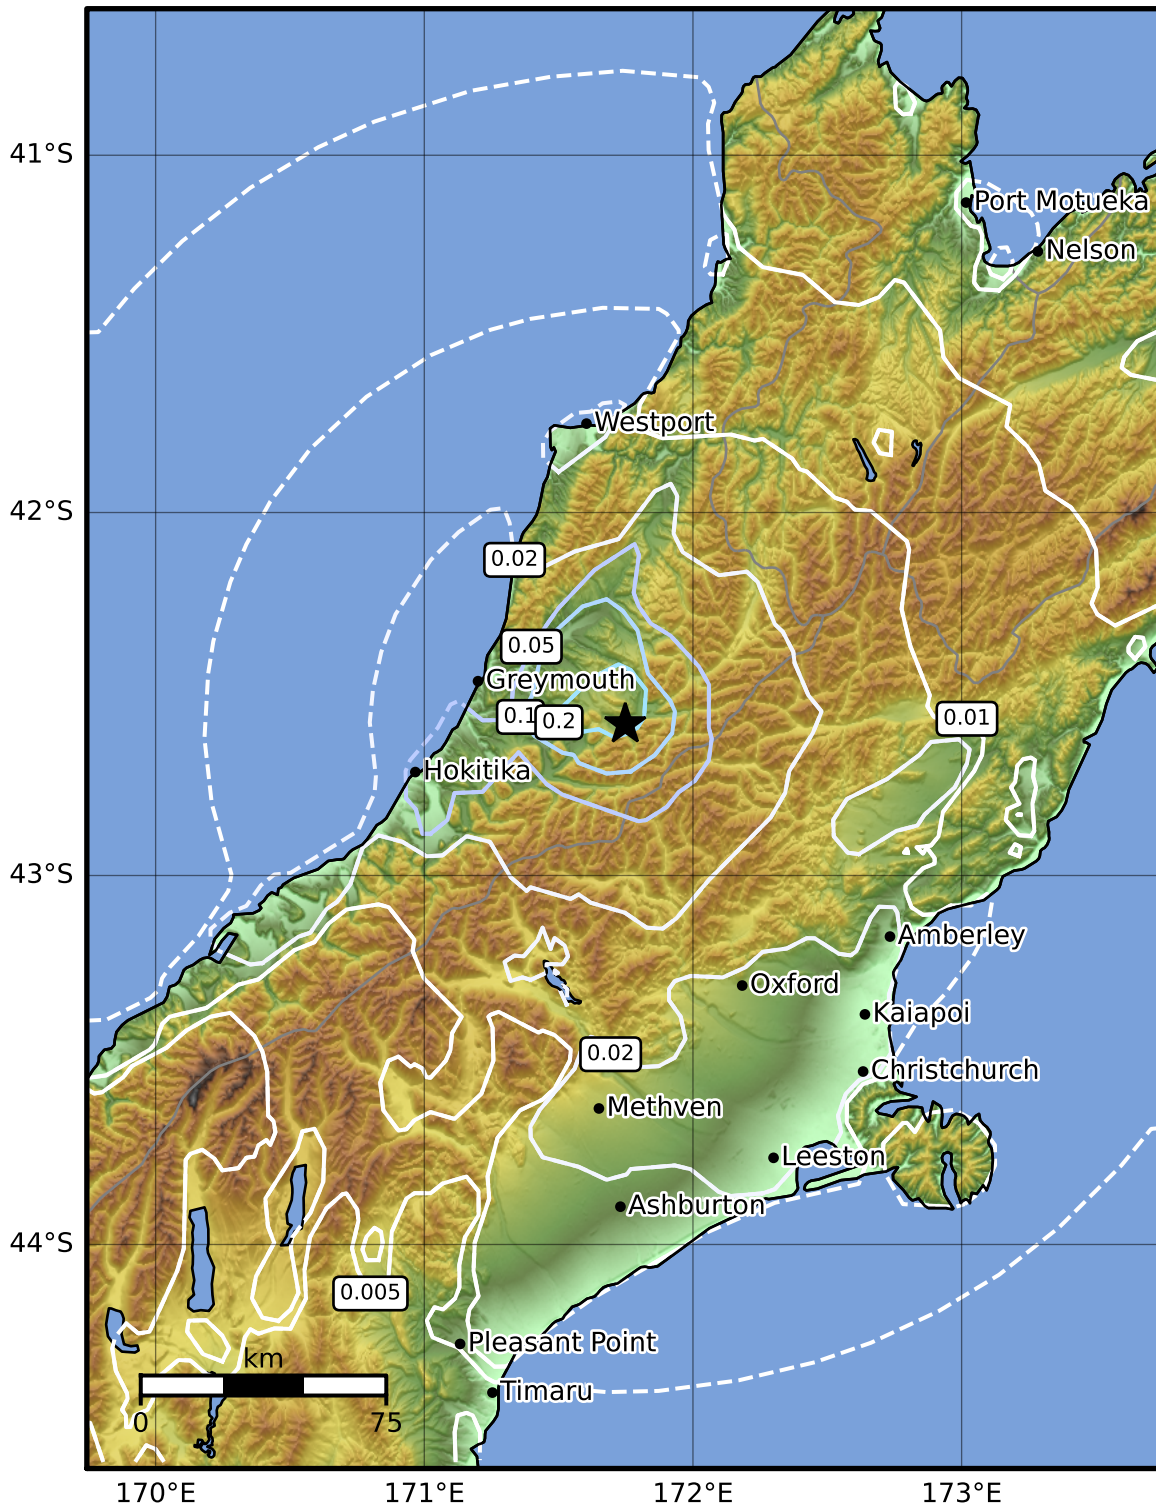 41°S
Port Motueka
Nelson
Westport
42°S
0.02
0.05
Greymouth
0.1
0.2
0.01
Hokitika
43°S
Amberley
Oxford
Kaiapoi
0.02
Christchurch
Methven
Leeston
Ashburton
44°S
0.005
Pleasant Point
km
Timaru
0
75
170°E
171°E
172°E
173°E